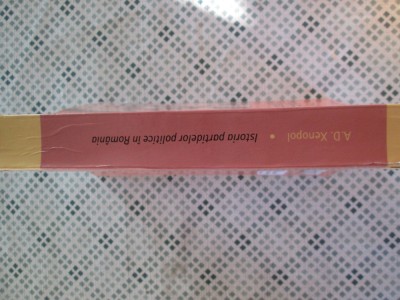 A.D. Xenopol • Istoria partidelor politice în România